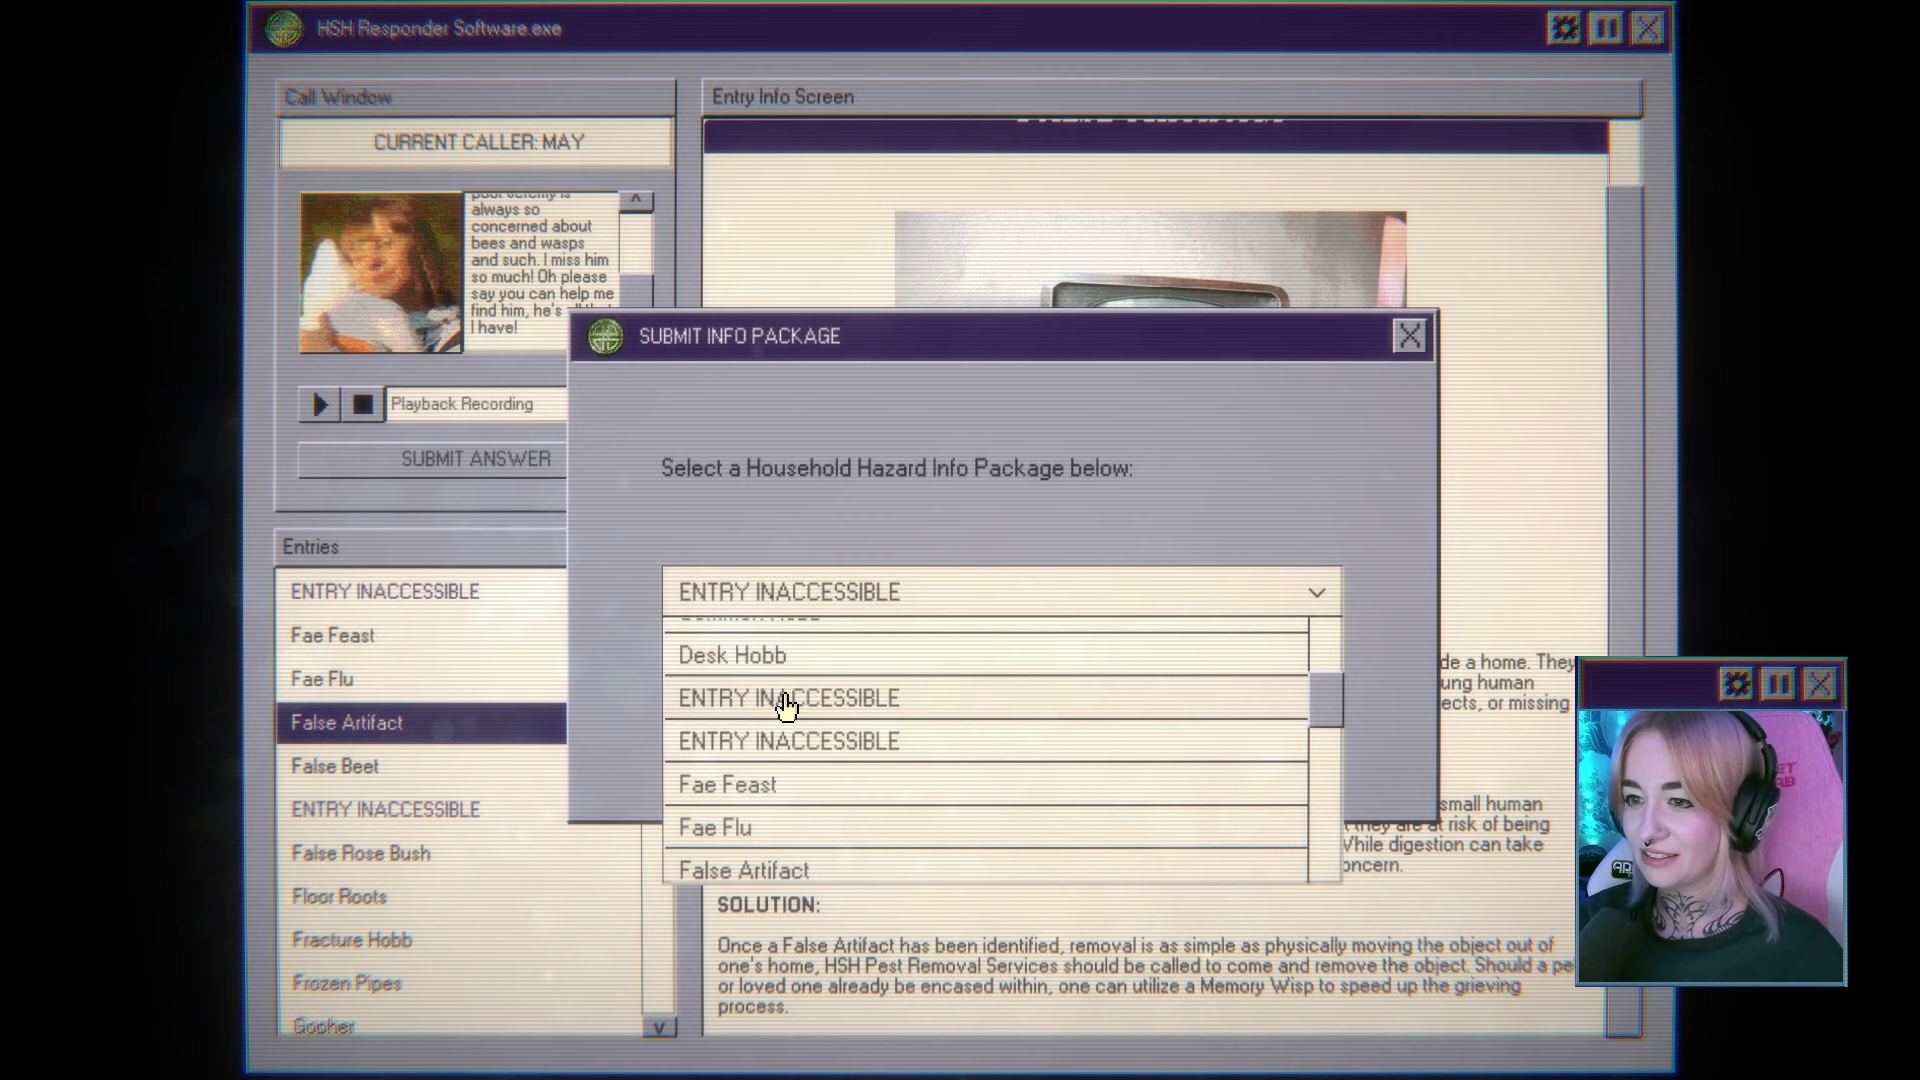 HSH Responder Software.exe
Call Window
CURRENT CALLER: MAY
always so
concerned about
bees and wasps
and such. I miss him
so much! Oh please
say you can help me
find him, he's all that
I have!
Playback Recording
SUBMIT ANSWER
Entries
ENTRY INACCESSIBLE
Fae Feast
Fae Flu
False Artifact
False Beet
ENTRY INACCESSIBLE
False Rose Bush
Floor Roots
Fracture Hobb
Frozen Pipes
Gopher
Entry Info Screen
SUBMIT INFO PACKAGE
Select a Household Hazard Info Package below:
ENTRY INACCESSIBLE
Desk Hobb
ENTRY INACCESSIBLE
ENTRY INACCESSIBLE
Fae Feast
Fae Flu
False Artifact
de a home. They
ung human
ects, or missing
small human
they are at risk of being
While digestion can take
oncern.
SOLUTION:
Once a False Artifact has been identified, removal is as simple as physically moving the object out of
one's home, HSH Pest Removal Services should be called to come and remove the object. Should a pe
or loved one already be encased within, one can utilize a Memory Wisp to speed up the grieving
process.